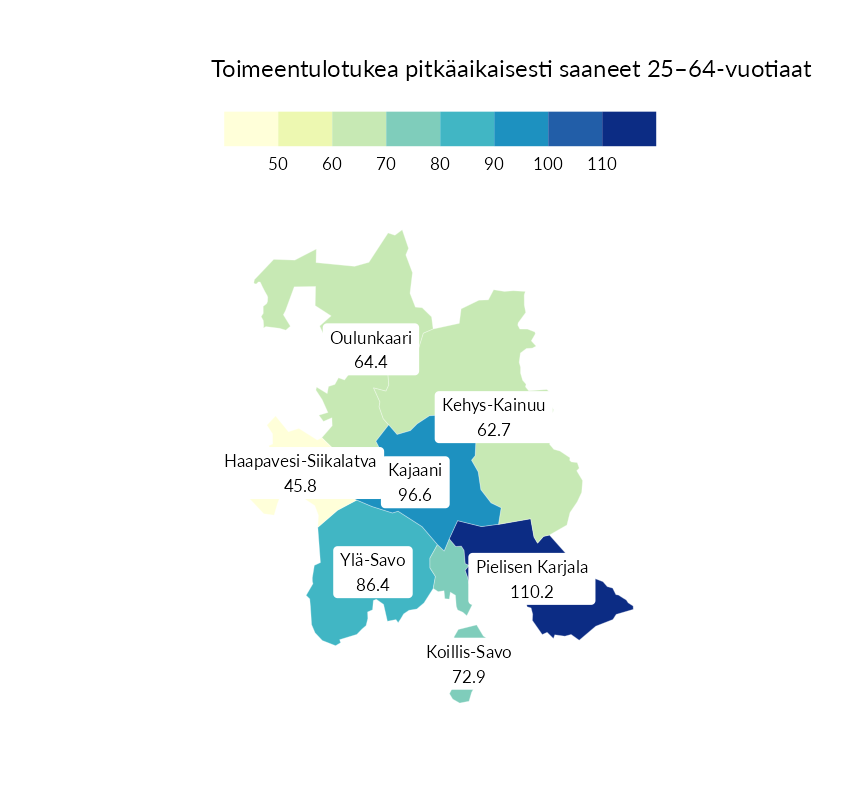 Toimeentulotukea pitkäaikaisesti saaneet 25–64-vuotiaat
50 60 70 80 90 100 110
Oulunkaari
64.4
Kehys-Kainuu
62.7
Haapavesi-Siikalatva
45.8
Kajaani
96.6
Ylä-Savo
86.4
Pielisen Karjala
110.2
Koillis-Savo
72.9